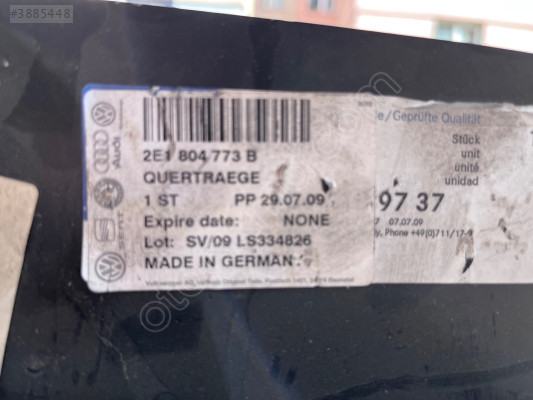 #3885448
2E1 804 773 B
QUERTRAEGE
1 ST PP 29.07.09
Expire date: NONE
Lot: SV/09 LS334826
MADE IN GERMANY
Audi
SEAT
e/Geprüfte Qualität
Stück
unit
unité
unidad
97 37
7 07.07.09
y, Phone +49(0)711/17-9